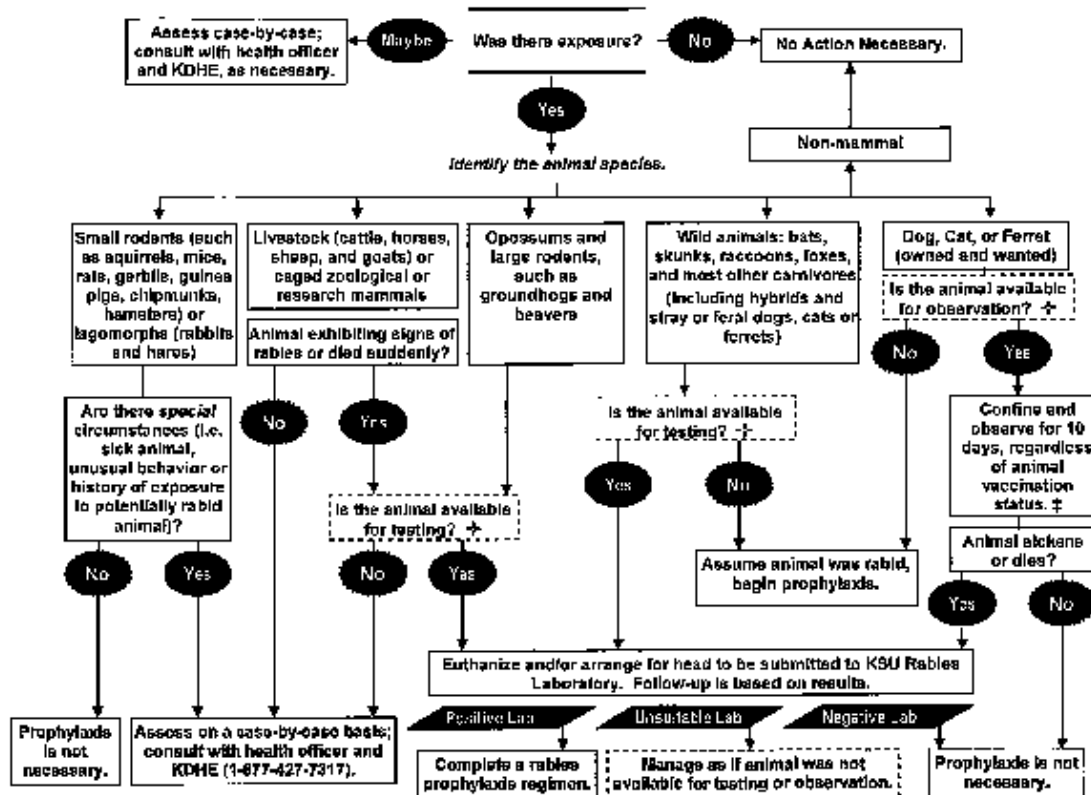 Assess case-by-case;
consult with health officer
and KDHE, as necessary.
Maybe
Was there exposure?
No
No Action Necessary.
Yes
Non-mammal
Identify the animal species.
Small rodents (such
as squirrels, mice,
rats, gerbils, guinea
pigs, chipmunks,
hamsters) or
lagomorphs (rabbits
and hares)
Livestock (cattle, horses,
sheep, and goats) or
caged zoological or
research mammals
Animal exhibiting signs of
rabies or died suddenly?
Opossums and
large rodents,
such as
groundhogs and
beavers
Wild animals: bats,
skunks, raccoons, foxes,
and most other carnivores
(Including hybrids and
stray or feral dogs, cats or
ferrets)
Dog, Cat, or Ferret
(owned and wanted)
Is the animal available
for observation? ✢
No
Yes
Are there special
circumstances (i.e.
sick animal,
unusual behavior or
history of exposure
to potentially rabid
animal)?
No
Yes
Is the animal available
for testing? ✢
Is the animal available
for testing? ✢
Yes
No
Confine and
observe for 10
days, regardless
of animal
vaccination
status. ‡
Animal sickens
or dies?
No
Yes
No
Yes
Assume animal was rabid,
begin prophylaxis.
Yes
No
Euthanize and/or arrange for head to be submitted to KSU Rabies
Laboratory. Follow-up is based on results.
Positive Lab
Unsuitable Lab
Negative Lab
Prophylaxis
is not
necessary.
Assess on a case-by-case basis;
consult with health officer and
KDHE (1-877-427-7317).
Complete a rabies
prophylaxis regimen.
Manage as if animal was not
available for testing or observation.
Prophylaxis is not
necessary.